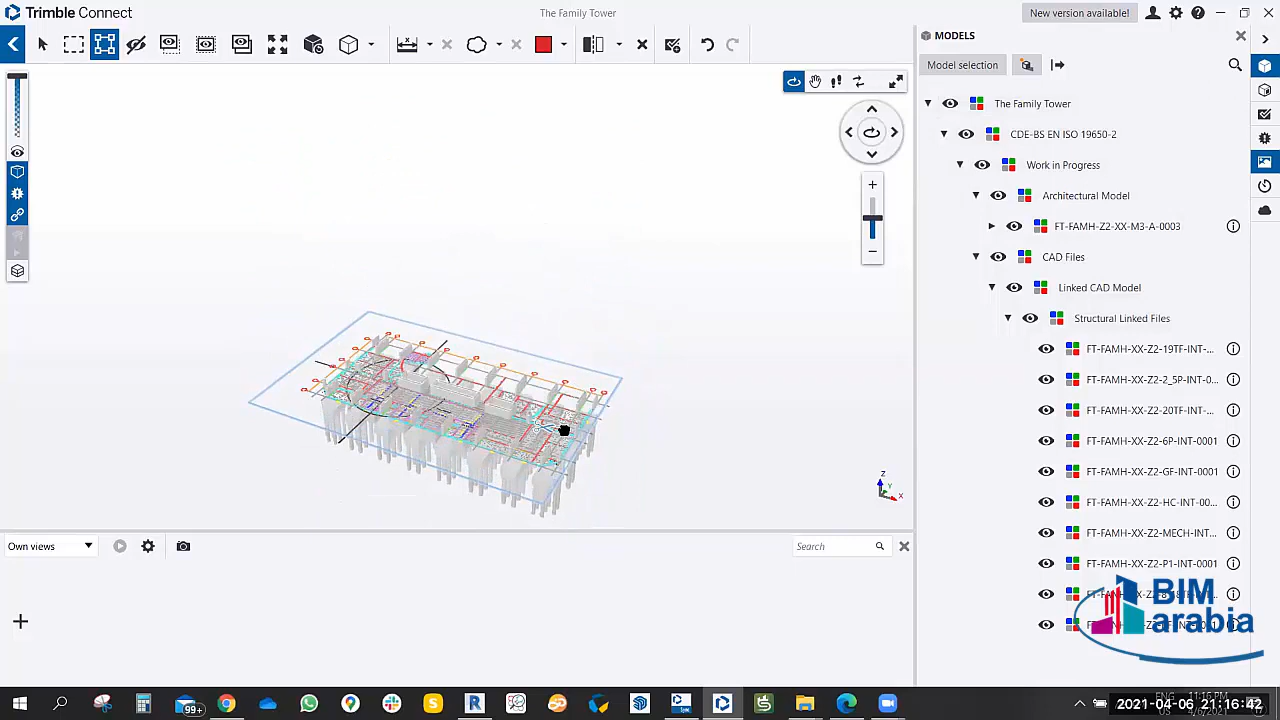 Trimble Connect
The Family Tower
New version available!
MODELS
Model selection
The Family Tower
CDE-BS EN ISO 19650-2
Work in Progress
Architectural Model
FT-FAMH-Z2-XX-M3-A-0003
CAD Files
Linked CAD Model
Structural Linked Files
FT-FAMH-XX-Z2-19TF-INT-...
FT-FAMH-XX-Z2-2_5P-INT-0...
FT-FAMH-XX-Z2-20TF-INT-...
FT-FAMH-XX-Z2-6P-INT-0001
FT-FAMH-XX-Z2-GF-INT-0001
FT-FAMH-XX-Z2-HC-INT-00...
FT-FAMH-XX-Z2-MECH-INT...
FT-FAMH-XX-Z2-P1-INT-0001
Z
Y
X
Own views
Search
BIM
arabia
99+
ENG
11:16 PM
2021-04-06 21:16:42